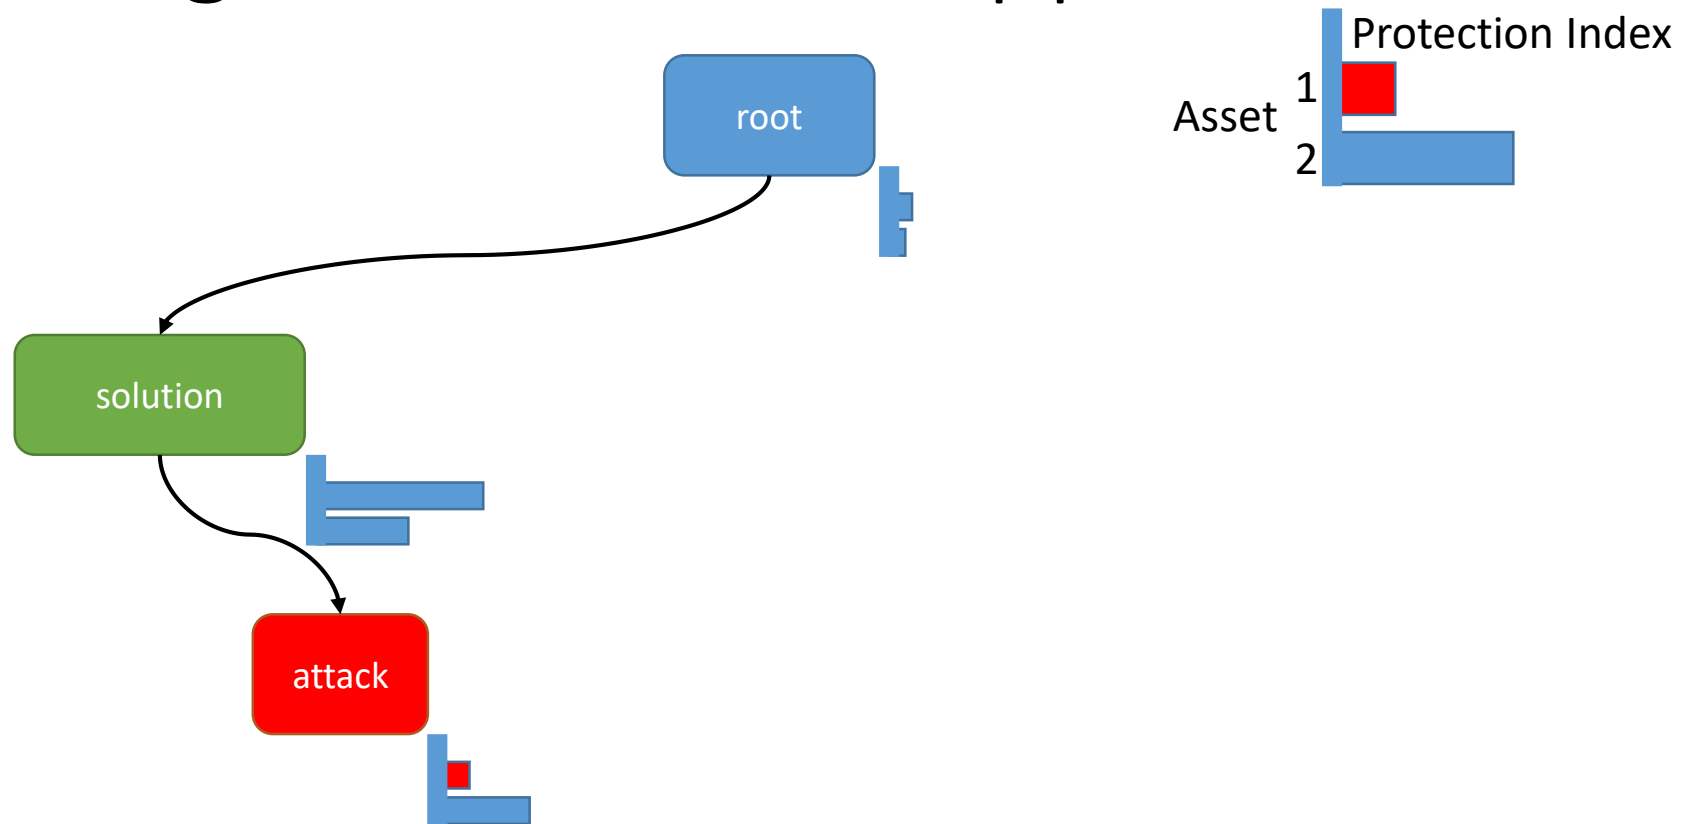 Protection Index
root
1
Asset
2
solution
attack